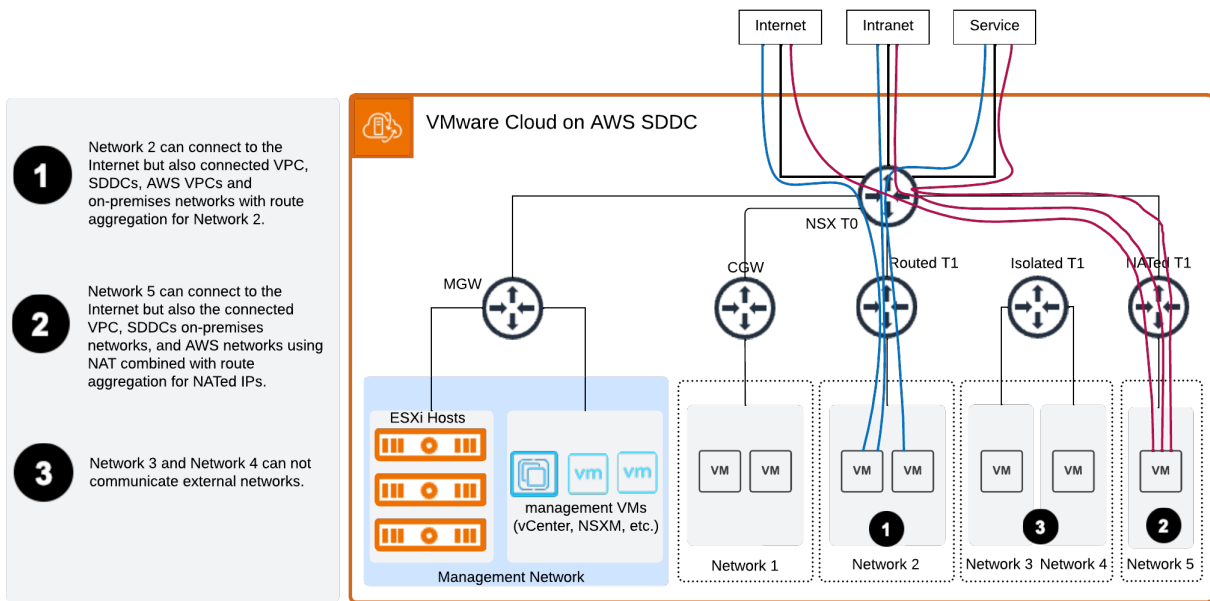 Internet
Intranet
Service
VMware Cloud on AWS SDDC
1
Network 2 can connect to the
Internet but also connected VPC,
SDDCs, AWS VPCs and
on-premises networks with route
aggregation for Network 2.
2
Network 5 can connect to the
Internet but also the connected
VPC, SDDCs on-premises
networks, and AWS networks using
NAT combined with route
aggregation for NATed IPs.
3
Network 3 and Network 4 can not
communicate external networks.
NSX T0
MGW
CGW
Routed T1
Isolated T1
NATed T1
ESXi Hosts
vm
vm
management VMs
(vCenter, NSXM, etc.)
Management Network
VM
VM
Network 1
VM
VM
1
Network 2
VM
VM
3
Network 3
Network 4
VM
2
Network 5